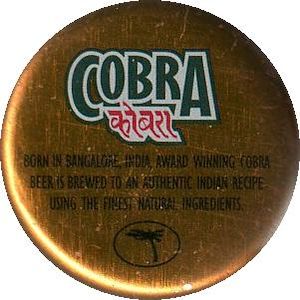 COBRA
कोबरा
BORN IN BANGALORE, INDIA, AWARD WINNING COBRA
BEER IS BREWED TO AN AUTHENTIC INDIAN RECIPE
USING THE FINEST NATURAL INGREDIENTS.